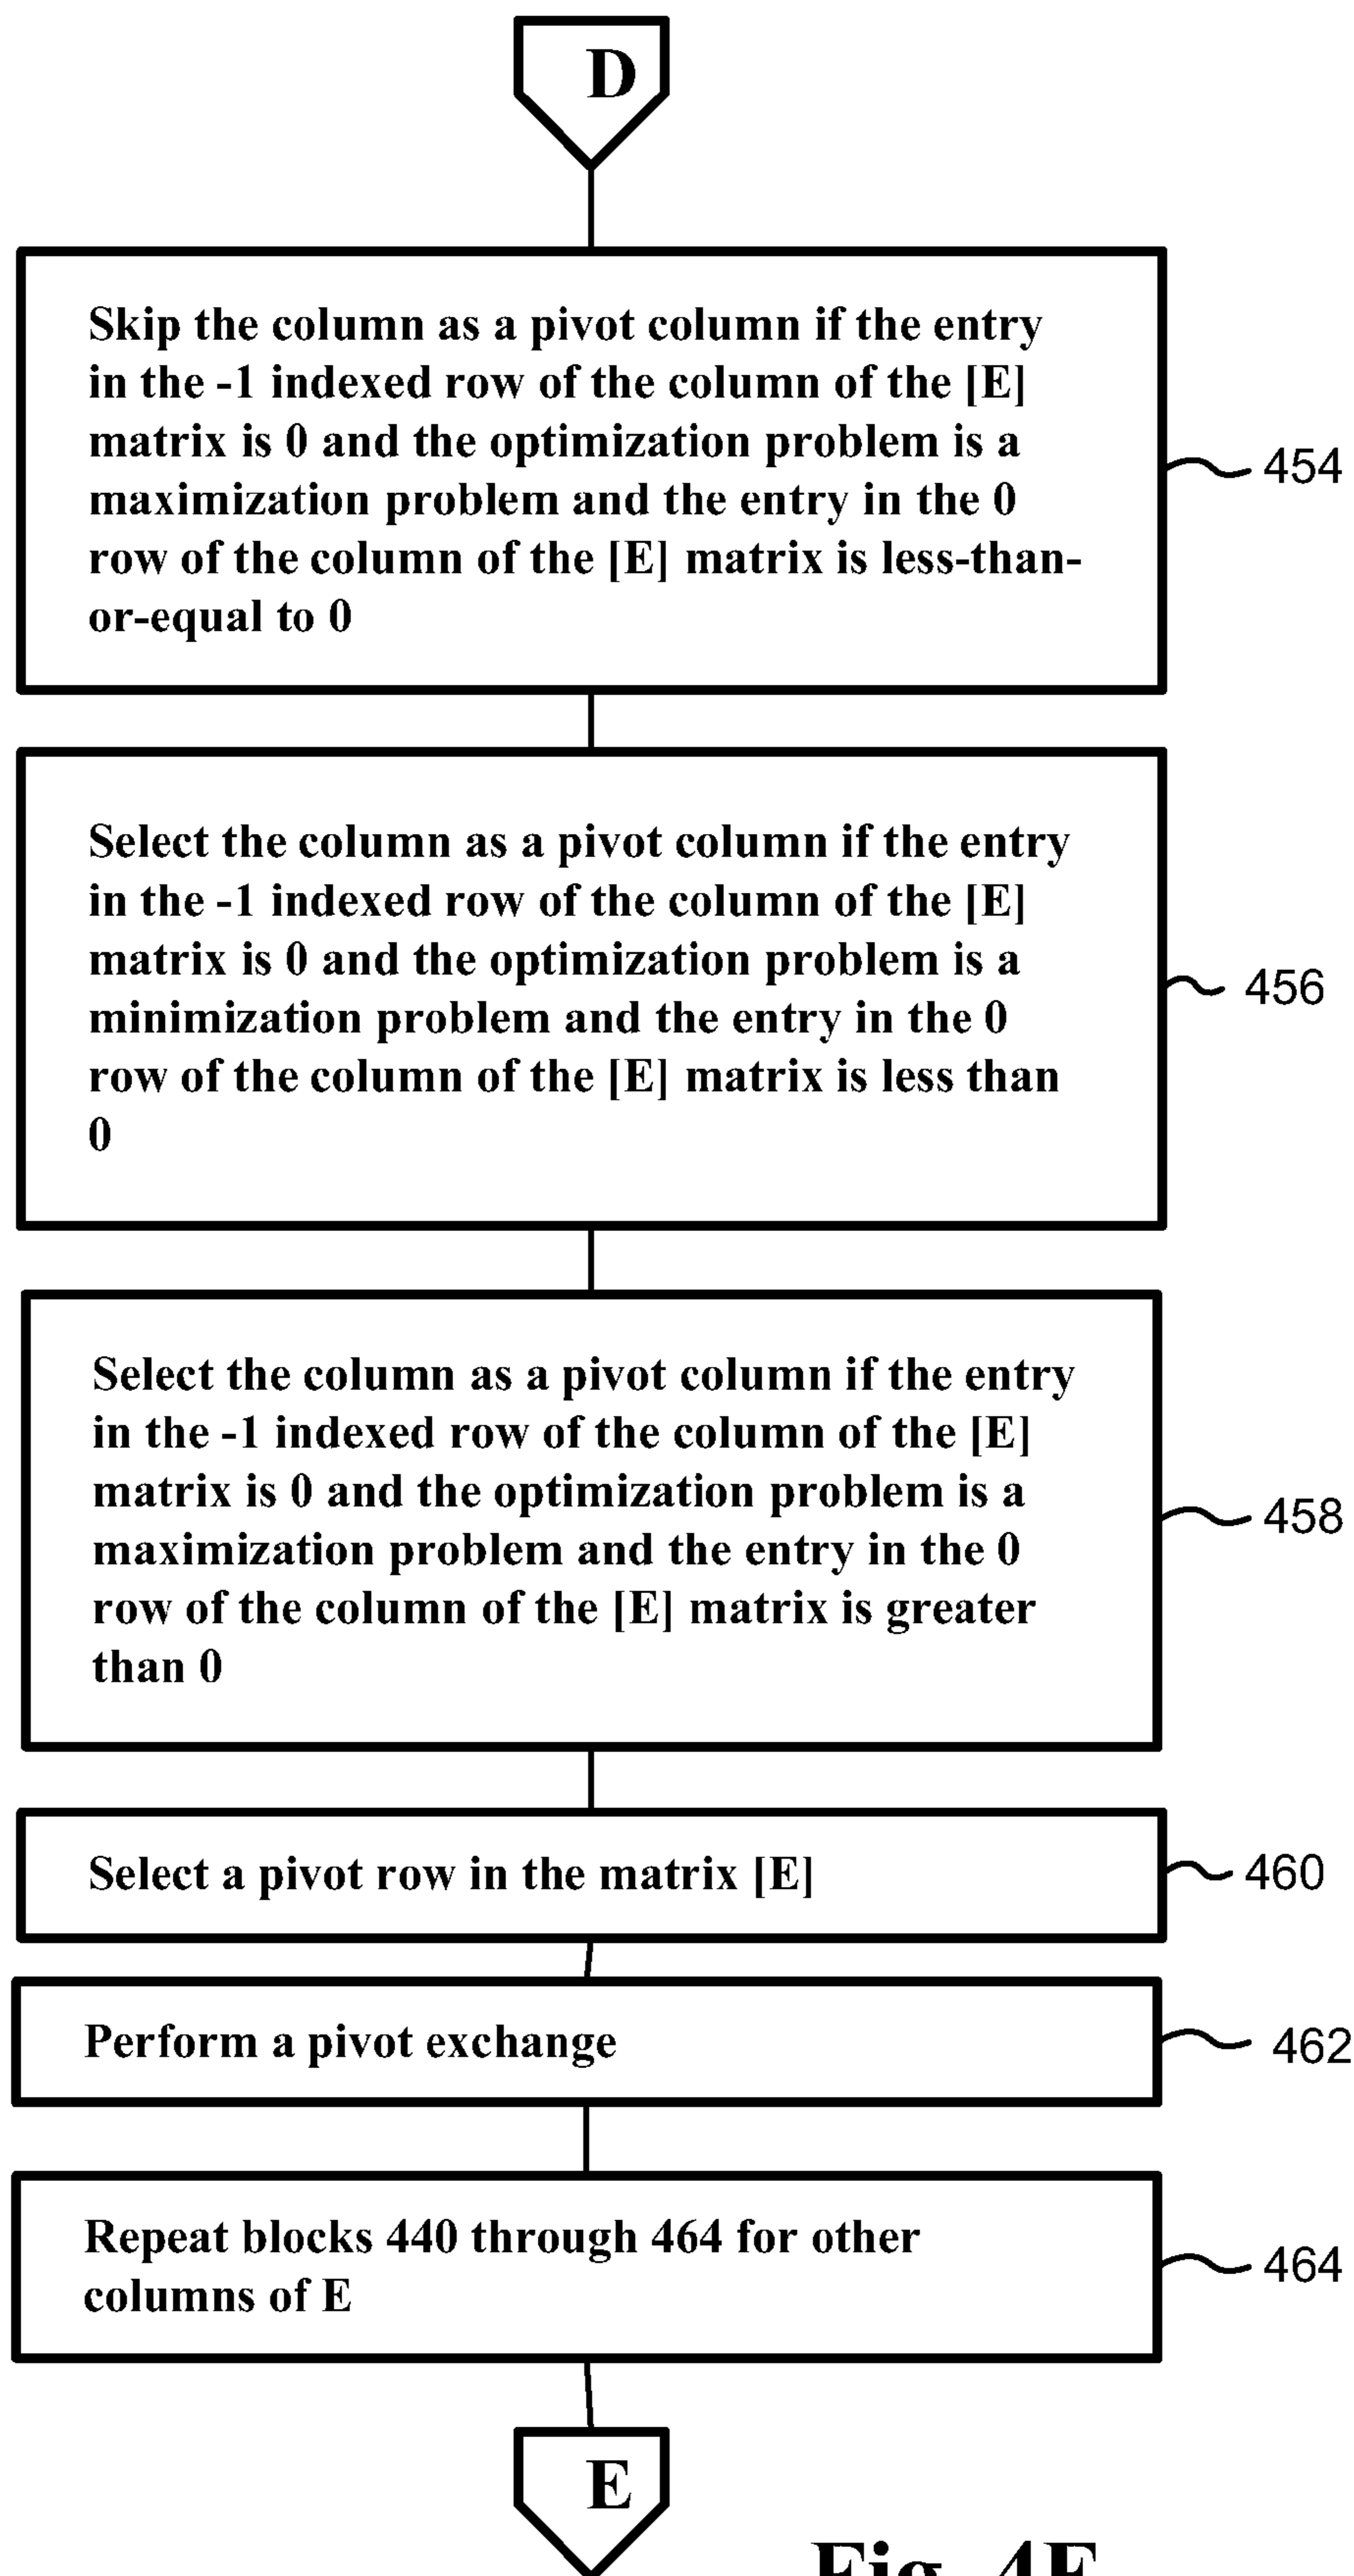 D
Skip the column as a pivot column if the entry
in the -1 indexed row of the column of the [E]
matrix is 0 and the optimization problem is a
maximization problem and the entry in the 0
row of the column of the [E] matrix is less-than-
or-equal to 0
454
Select the column as a pivot column if the entry
in the -1 indexed row of the column of the [E]
matrix is 0 and the optimization problem is a
minimization problem and the entry in the 0
row of the column of the [E] matrix is less than
0
456
Select the column as a pivot column if the entry
in the -1 indexed row of the column of the [E]
matrix is 0 and the optimization problem is a
maximization problem and the entry in the 0
row of the column of the [E] matrix is greater
than 0
458
Select a pivot row in the matrix [E]
460
Perform a pivot exchange
462
Repeat blocks 440 through 464 for other
columns of E
464
E
Fig.